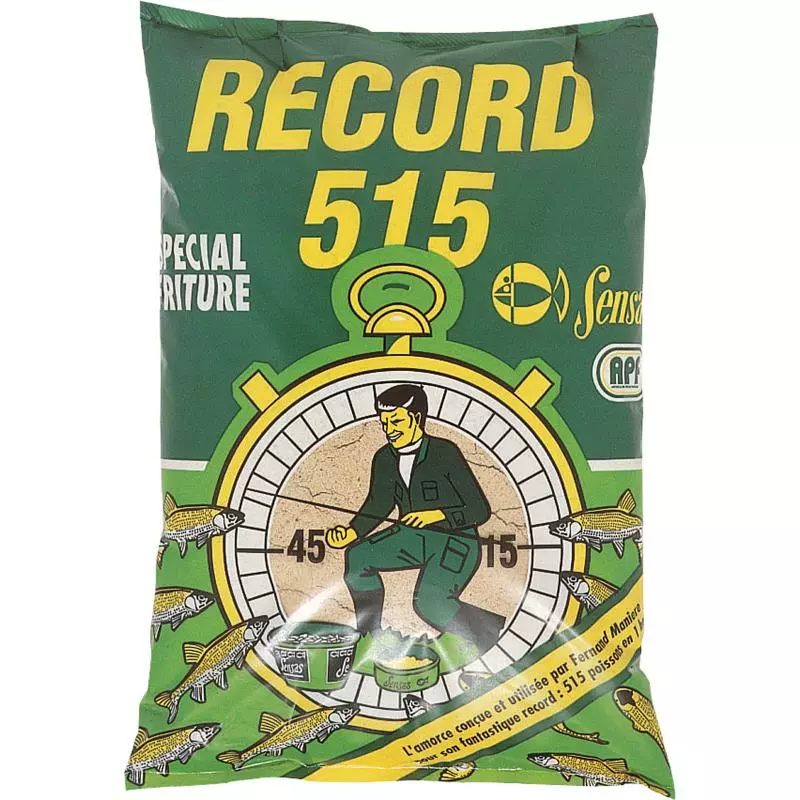 RECORD
515
SPECIAL
FRITURE
Sensas
APF
45
15
Sensas
Sensas
L'amorce conçue et utilisée par Fernand Maniere
pour son fantastique record : 515 poissons en 1